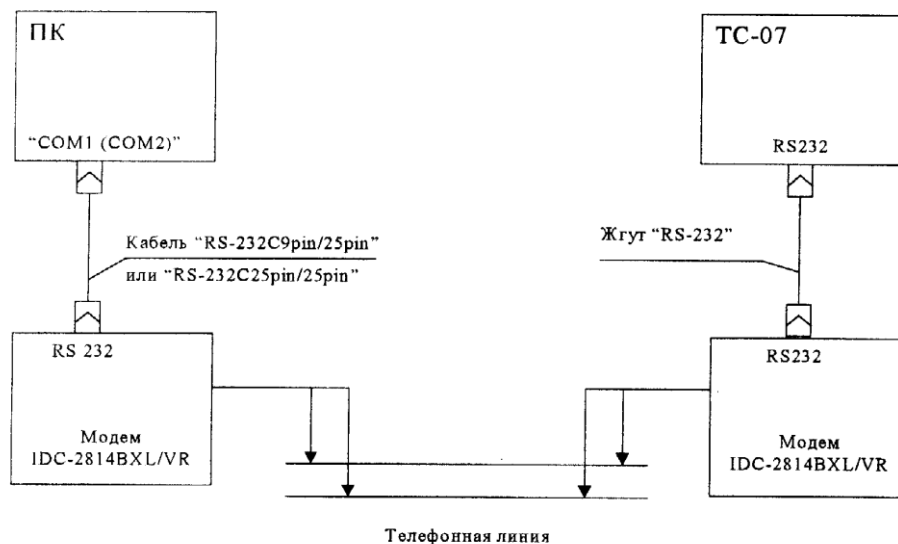 ПК
ТС-07
“COM1 (COM2)”
RS232
Кабель “RS-232C9pin/25pin”
или “RS-232C25pin/25pin”
Жгут “RS-232”
RS 232
RS232
Модем
IDC-2814BXL/VR
Модем
IDC-2814BXL/VR
Телефонная линия